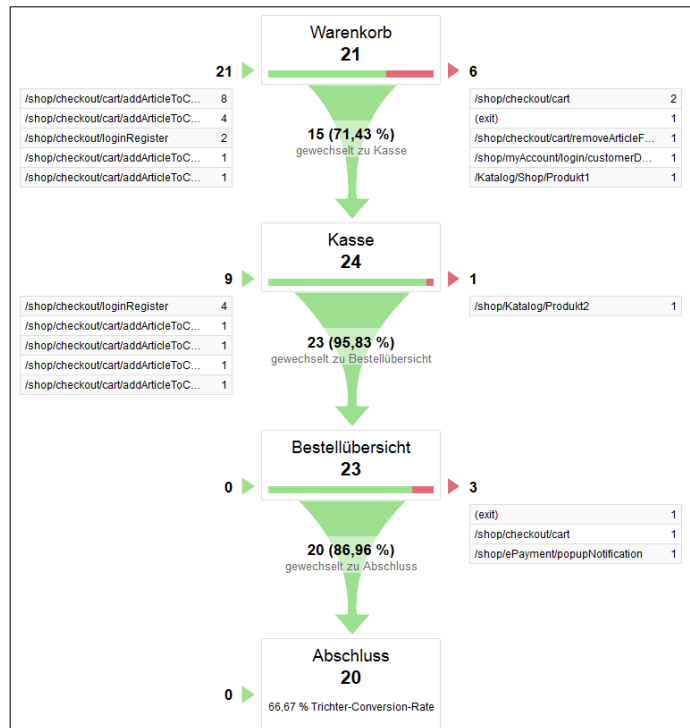 Warenkorb
21
21
6
/shop/checkout/cart/addArticleToC... 8
/shop/checkout/cart/addArticleToC... 4
/shop/checkout/loginRegister 2
/shop/checkout/cart/addArticleToC... 1
/shop/checkout/cart/addArticleToC... 1
/shop/checkout/cart 2
(exit) 1
/shop/checkout/cart/removeArticleF... 1
/shop/myAccount/login/customerD... 1
/Katalog/Shop/Produkt1 1
15 (71,43 %)
gewechselt zu Kasse
Kasse
24
9
1
/shop/checkout/loginRegister 4
/shop/checkout/cart/addArticleToC... 1
/shop/checkout/cart/addArticleToC... 1
/shop/checkout/cart/addArticleToC... 1
/shop/checkout/cart/addArticleToC... 1
/shop/Katalog/Produkt2 1
23 (95,83 %)
gewechselt zu Bestellübersicht
Bestellübersicht
23
0
3
(exit) 1
/shop/checkout/cart 1
/shop/ePayment/popupNotification 1
20 (86,96 %)
gewechselt zu Abschluss
Abschluss
20
0
66,67 % Trichter-Conversion-Rate